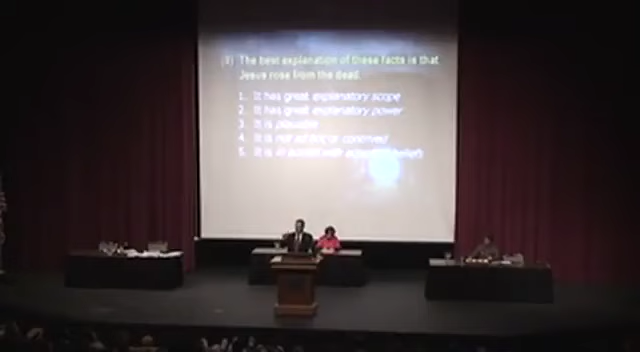 (3) The best explanation of these facts is that
Jesus rose from the dead.
1. It has great explanatory scope
2. It has great explanatory power
3. It is plausible
4. It is not ad hoc or contrived
5. It is in accord with accepted beliefs